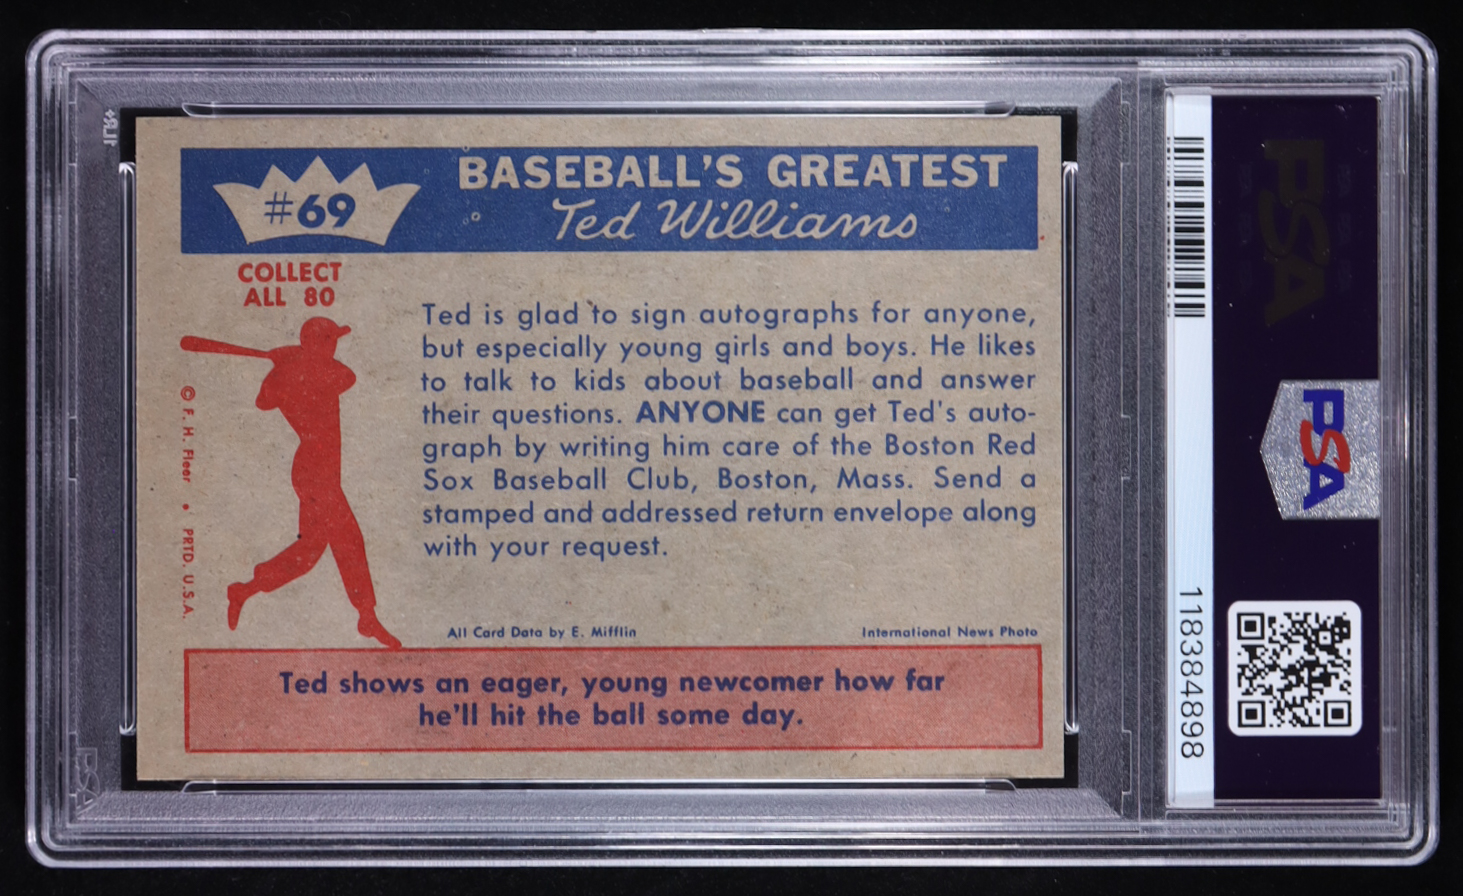 #69
BASEBALL'S GREATEST
Ted Williams
COLLECT
ALL 80
Ted is glad to sign autographs for anyone,
but especially young girls and boys. He likes
to talk to kids about baseball and answer
their questions. ANYONE can get Ted's auto-
graph by writing him care of the Boston Red
Sox Baseball Club, Boston, Mass. Send a
stamped and addressed return envelope along
with your request.
© F. H. Fleer • PRTD. U.S.A.
All Card Data by E. Mifflin
International News Photo
Ted shows an eager, young newcomer how far
he'll hit the ball some day.
PSA
PSA
118384898
PSA